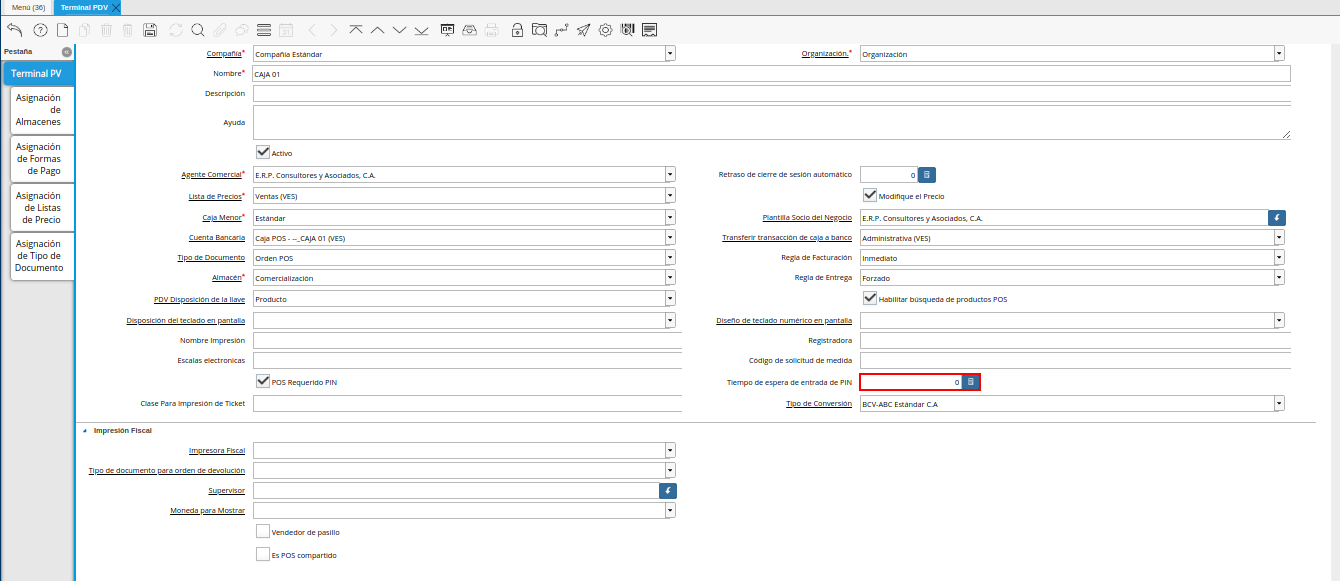 Menú (36)
Terminal PDV
Pestaña
Terminal PV
Asignación
de
Almacenes
Asignación
de Formas
de Pago
Asignación
de Listas
de Precio
Asignación
de Tipo de
Documento
Compañía* Compañía Estándar Organización.* Organización
Nombre* CAJA 01
Descripción
Ayuda
Activo
Agente Comercial* E.R.P. Consultores y Asociados, C.A. Retraso de cierre de sesión automático 0
Lista de Precios* Ventas (VES) Modifique el Precio
Caja Menor* Estándar Plantilla Socio del Negocio E.R.P. Consultores y Asociados, C.A.
Cuenta Bancaria Caja POS - --_CAJA 01 (VES) Transferir transacción de caja a banco Administrativa (VES)
Tipo de Documento Orden POS Regla de Facturación Inmediato
Almacén* Comercialización Regla de Entrega Forzado
PDV Disposición de la llave Producto Habilitar búsqueda de productos POS
Disposición del teclado en pantalla Diseño de teclado numérico en pantalla
Nombre Impresión Registradora
Escalas electronicas Código de solicitud de medida
POS Requerido PIN Tiempo de espera de entrada de PIN 0
Clase Para Impresión de Ticket Tipo de Conversión BCV-ABC Estándar C.A
Impresión Fiscal
Impresora Fiscal
Tipo de documento para orden de devolución
Supervisor
Moneda para Mostrar
Vendedor de pasillo
Es POS compartido